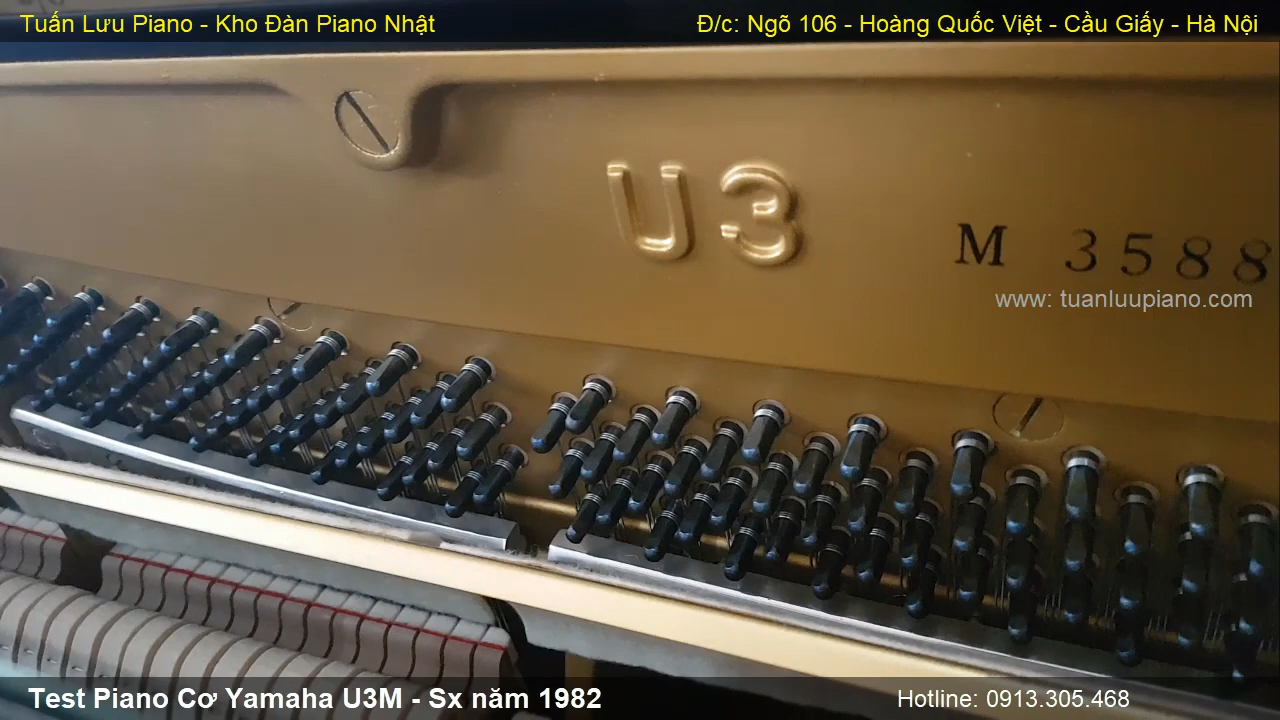 Tuấn Lưu Piano - Kho Đàn Piano Nhật
Đ/c: Ngõ 106 - Hoàng Quốc Việt - Cầu Giấy - Hà Nội
U3
M 3588
www: tuanluupiano.com
Test Piano Cơ Yamaha U3M - Sx năm 1982
Hotline: 0913.305.468